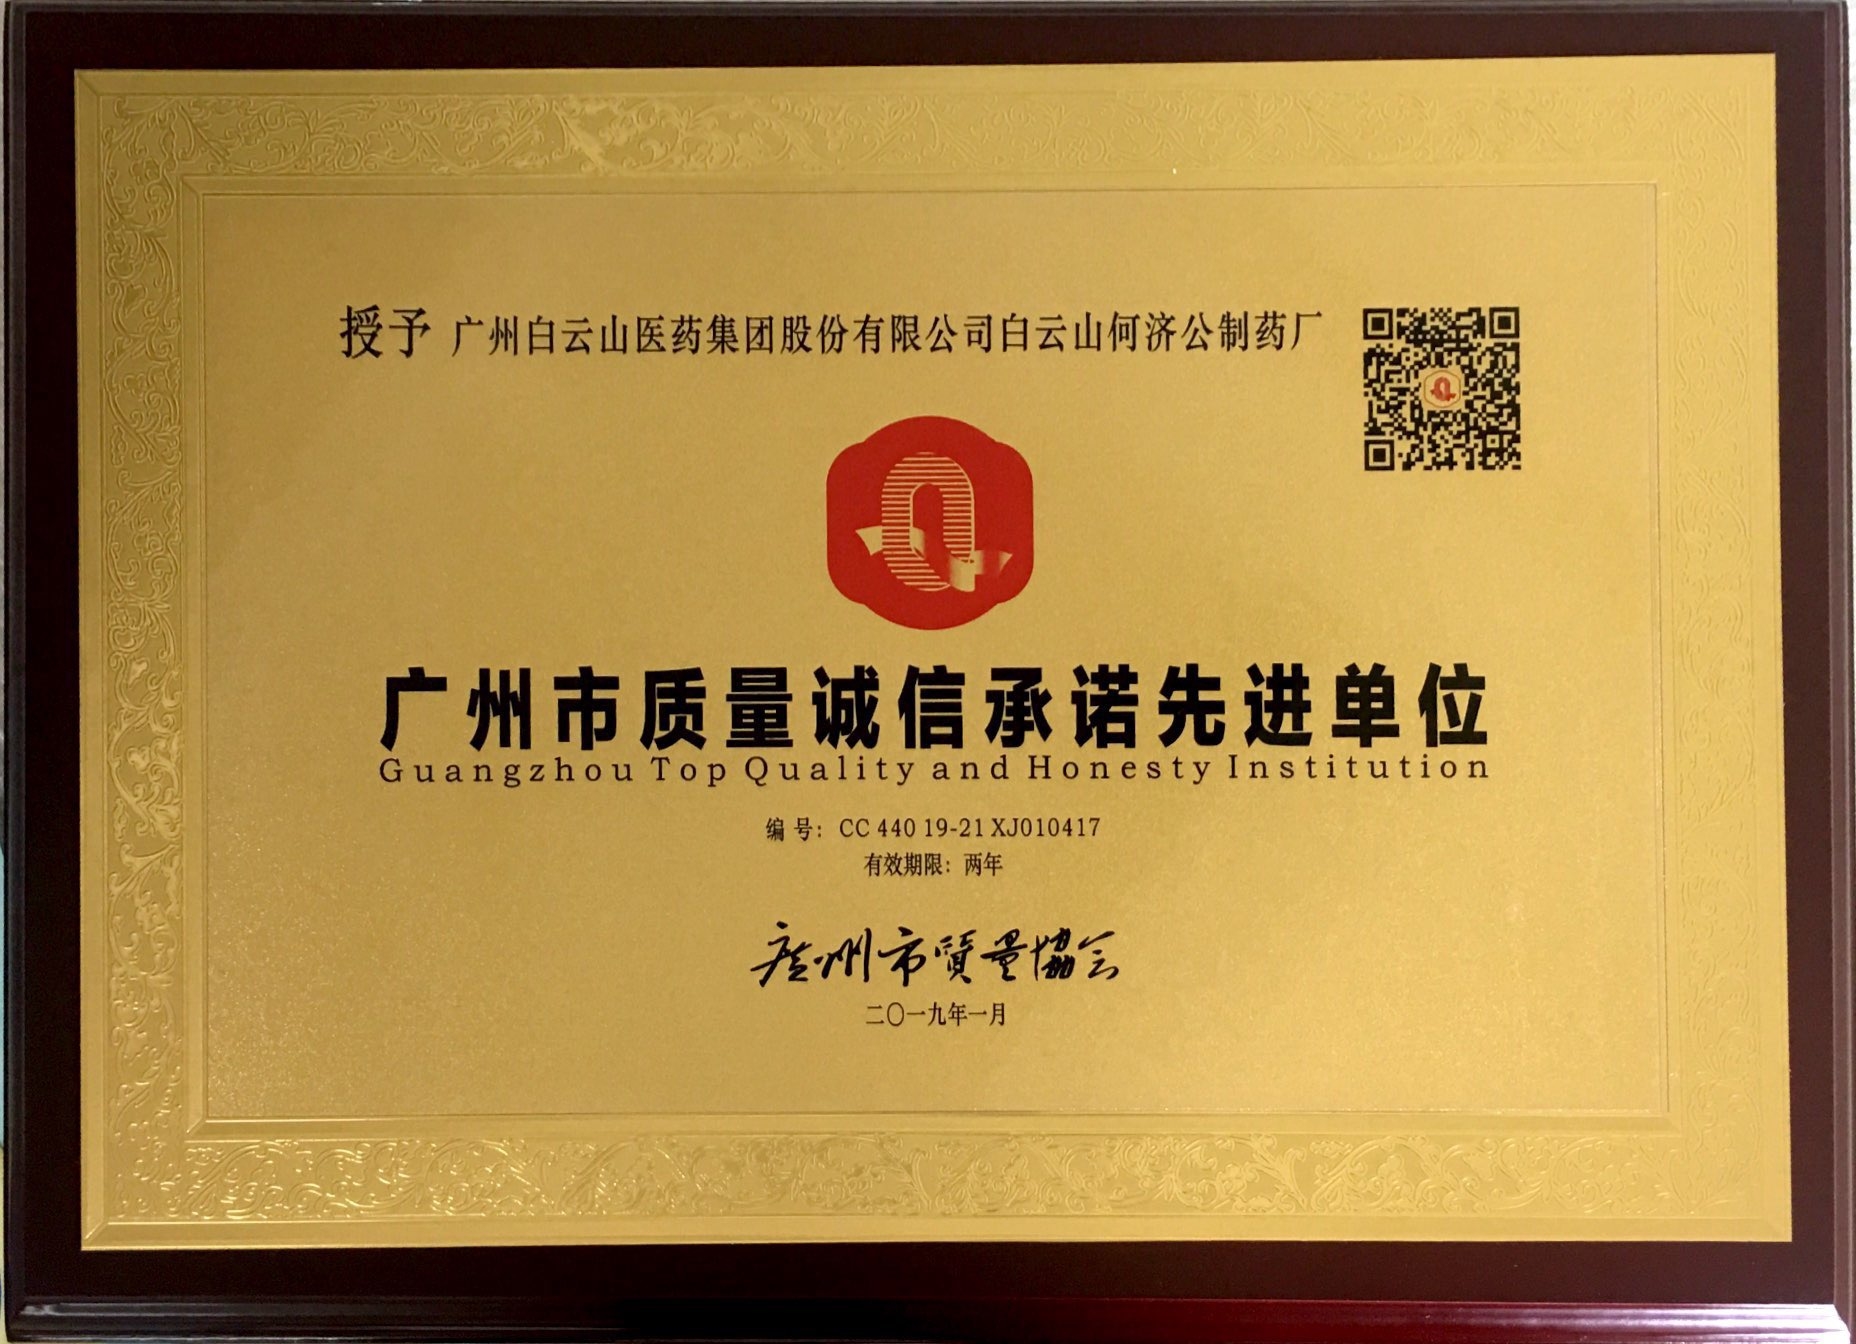 授予 广州白云山医药集团股份有限公司白云山何济公制药厂
广州市质量诚信承诺先进单位
Guangzhou Top Quality and Honesty Institution
编号：CC 440 19-21 XJ010417
有效期限：两年
广州市質量協会
二〇一九年一月